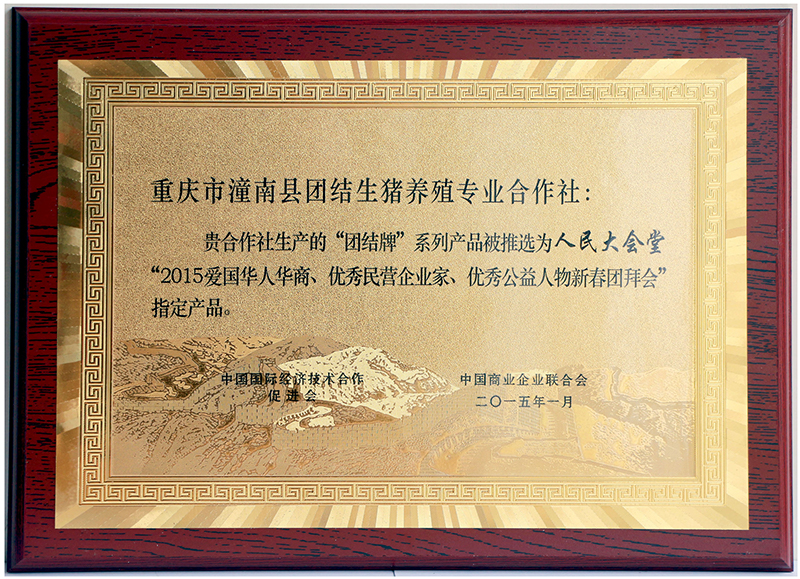 重庆市潼南县团结生猪养殖专业合作社：
贵合作社生产的“团结牌”系列产品被推选为人民大会堂
“2015爱国华人华商、优秀民营企业家、优秀公益人物新春团拜会”
指定产品。
中国国际经济技术合作
促进会
中国商业企业联合会
二〇一五年一月